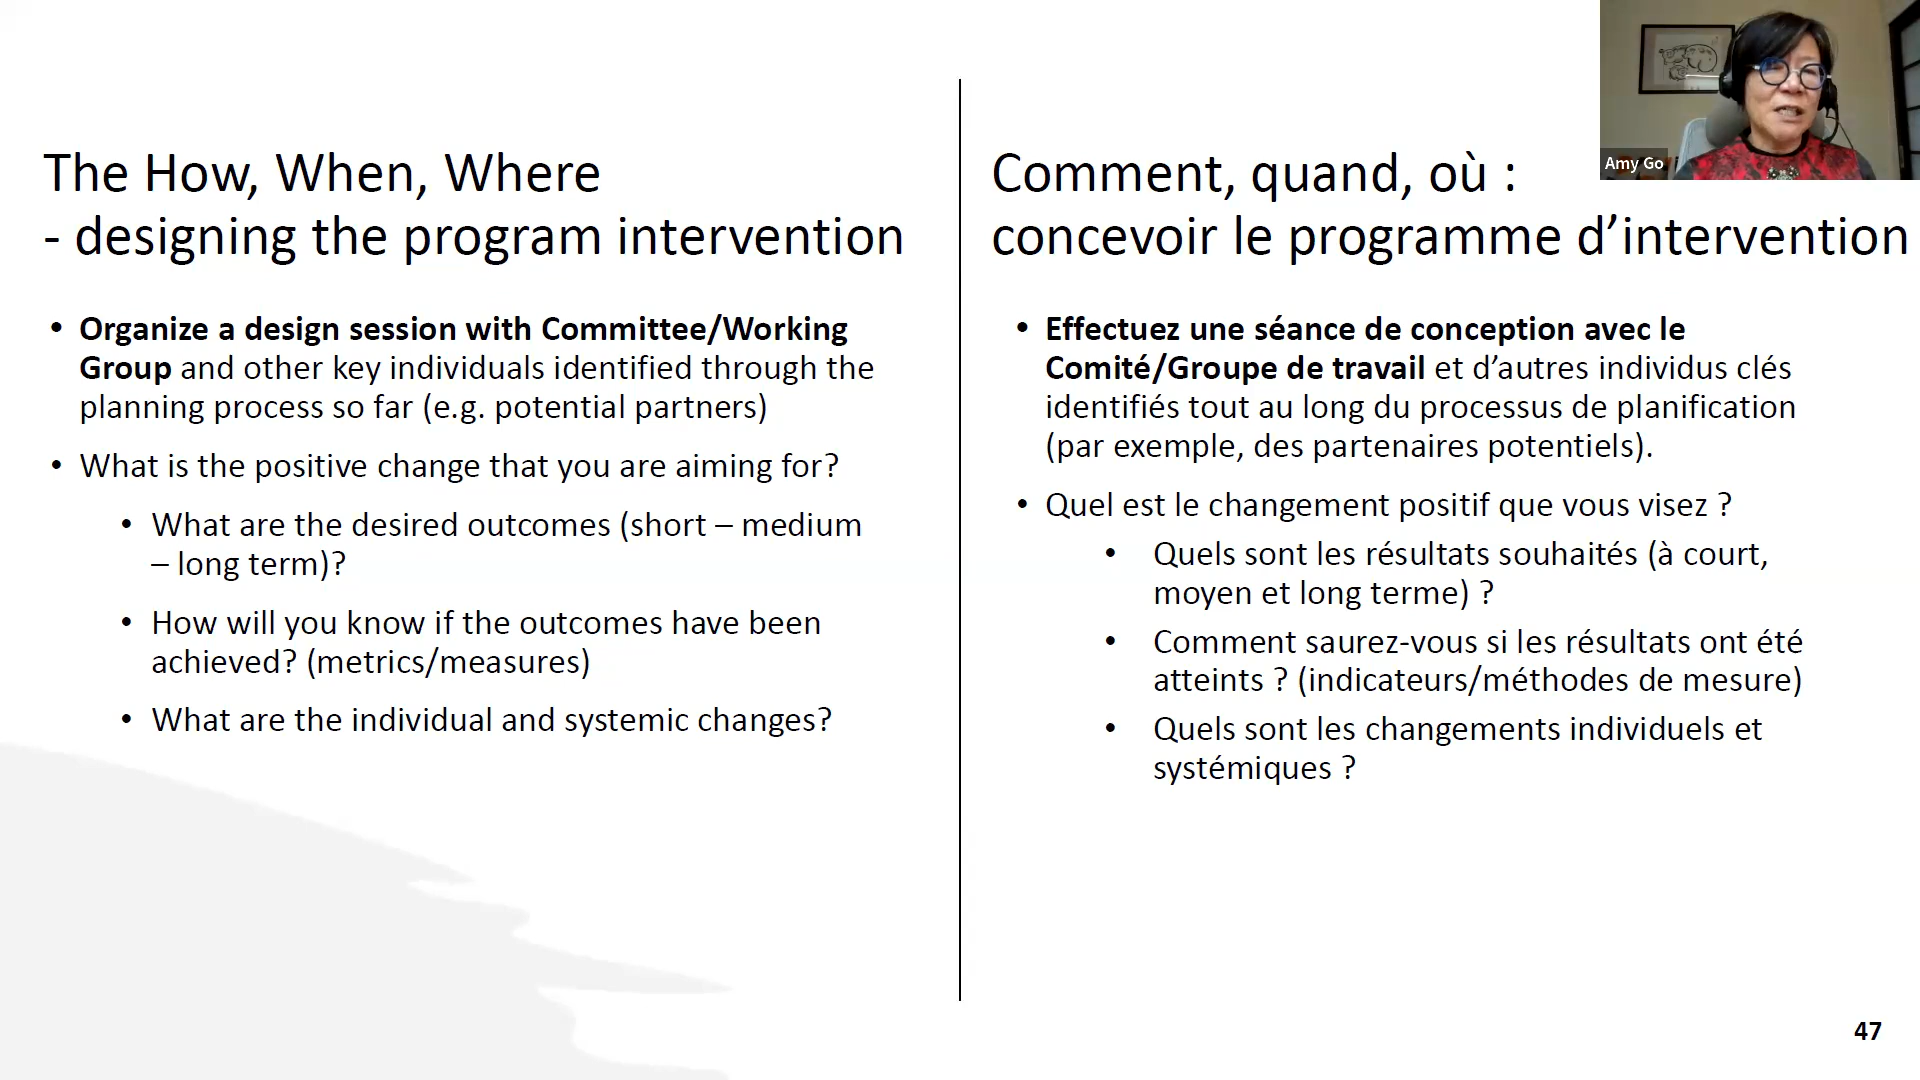 The How, When, Where
- designing the program intervention
• Organize a design session with Committee/Working
Group and other key individuals identified through the
planning process so far (e.g. potential partners)
• What is the positive change that you are aiming for?
• What are the desired outcomes (short – medium
– long term)?
• How will you know if the outcomes have been
achieved? (metrics/measures)
• What are the individual and systemic changes?
Comment, quand, où :
concevoir le programme d’intervention
• Effectuez une séance de conception avec le
Comité/Groupe de travail et d’autres individus clés
identifiés tout au long du processus de planification
(par exemple, des partenaires potentiels).
• Quel est le changement positif que vous visez ?
• Quels sont les résultats souhaités (à court,
moyen et long terme) ?
• Comment saurez-vous si les résultats ont été
atteints ? (indicateurs/méthodes de mesure)
• Quels sont les changements individuels et
systémiques ?
Amy Go
47